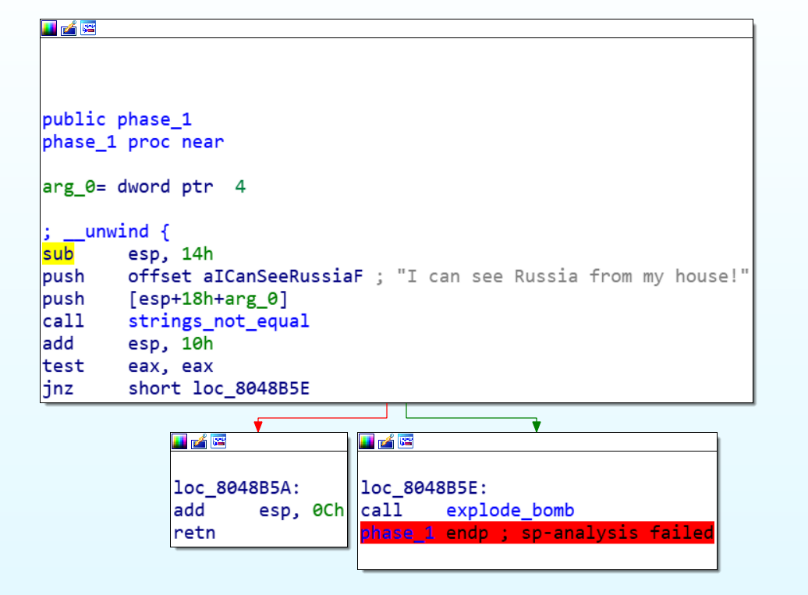 public phase_1
phase_1 proc near
arg_0= dword ptr  4
; __unwind {
sub     esp, 14h
push    offset aICanSeeRussiaF ; "I can see Russia from my house!"
push    [esp+18h+arg_0]
call    strings_not_equal
add     esp, 10h
test    eax, eax
jnz     short loc_8048B5E
loc_8048B5A:
add     esp, 0Ch
retn
loc_8048B5E:
call    explode_bomb
phase_1 endp ; sp-analysis failed